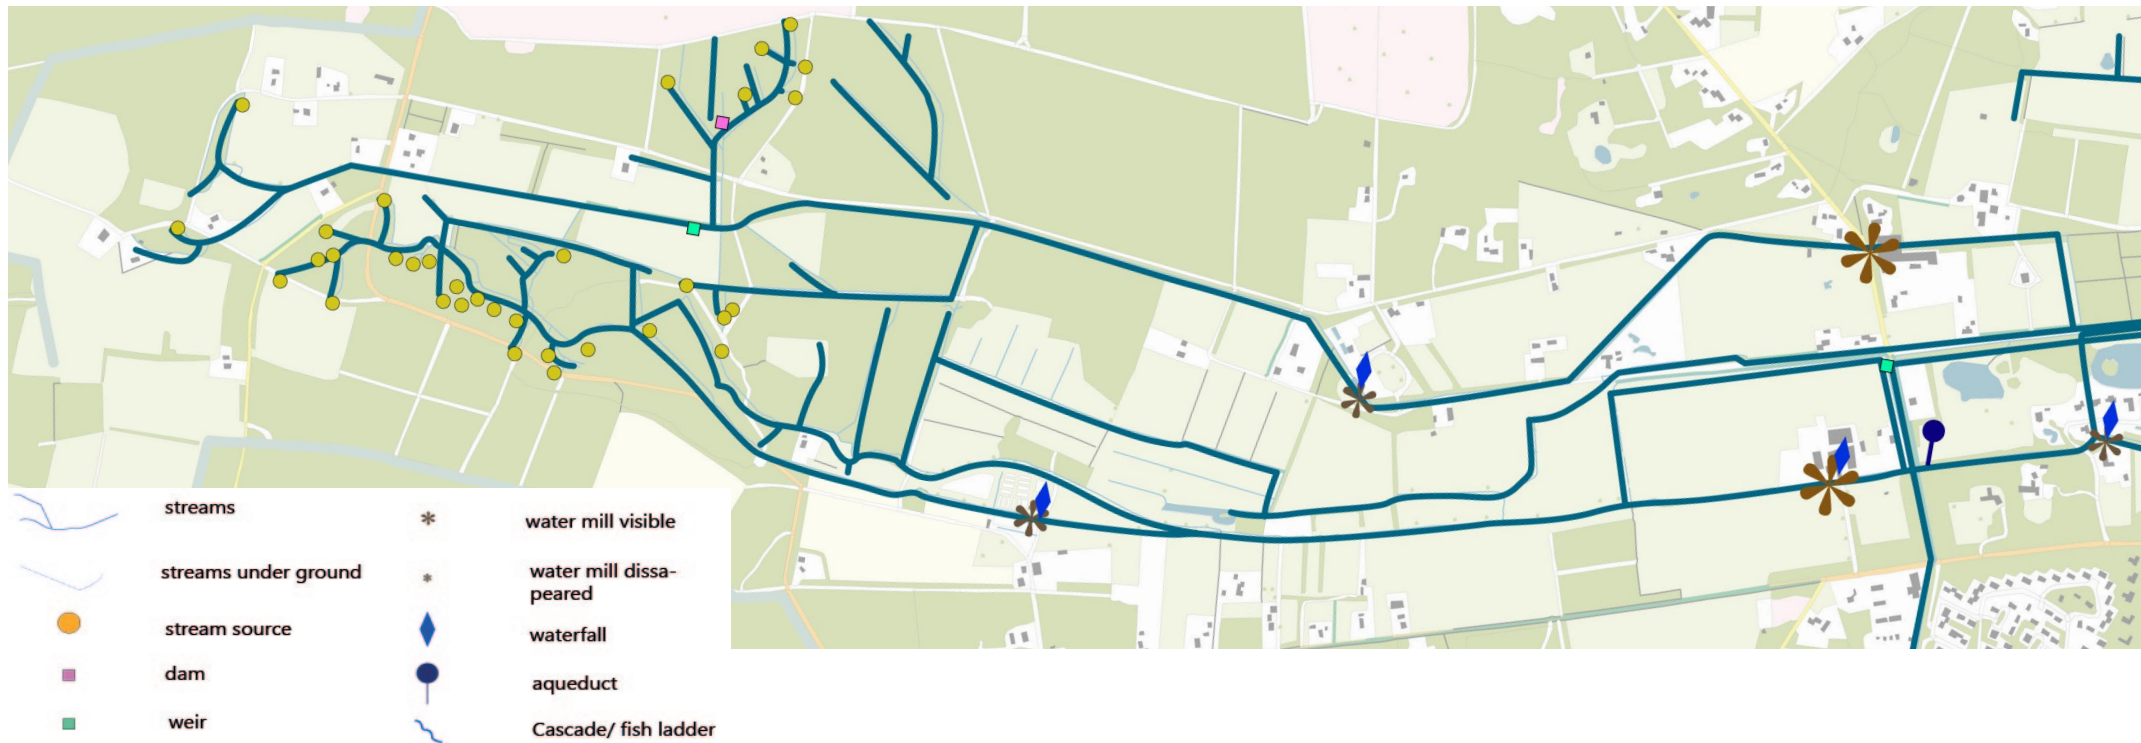 streams
streams under ground
stream source
dam
weir
water mill visible
water mill dissa-
peared
waterfall
aqueduct
Cascade/ fish ladder